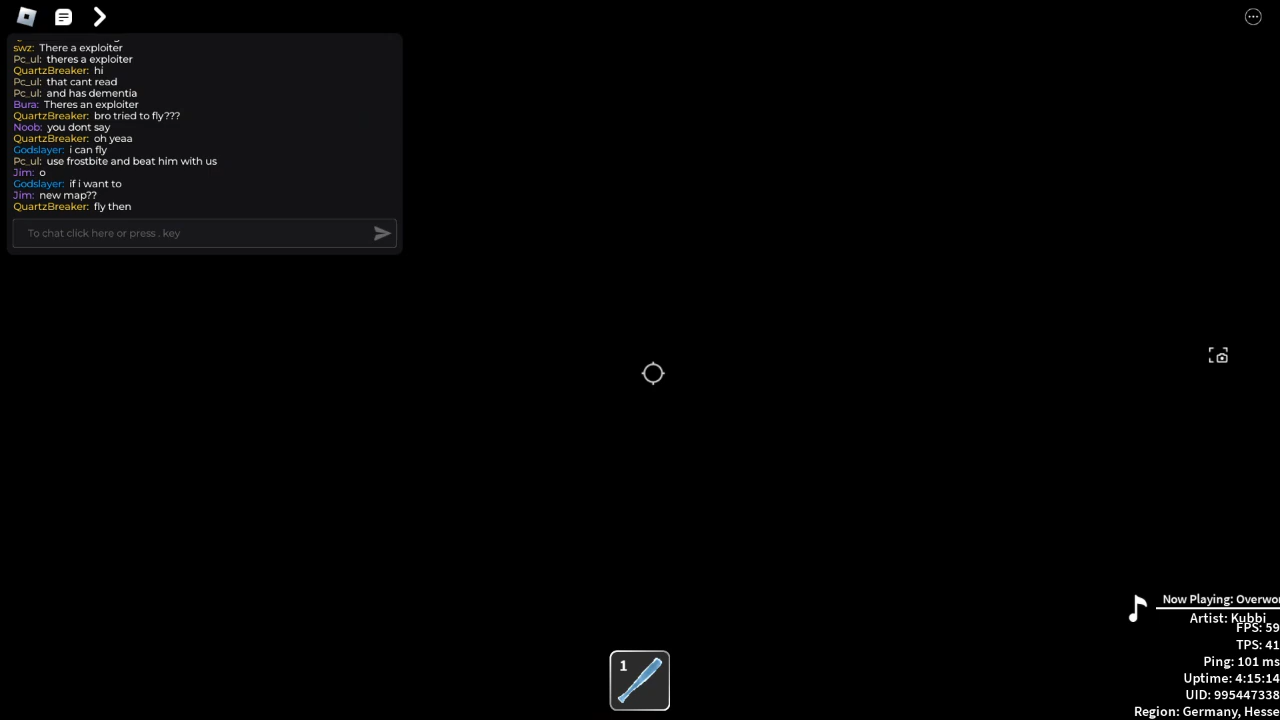 swz: There a exploiter
Pc_ul: theres a exploiter
QuartzBreaker: hi
Pc_ul: that cant read
Pc_ul: and has dementia
Bura: Theres an exploiter
QuartzBreaker: bro tried to fly???
Noob: you dont say
QuartzBreaker: oh yeaa
Godslayer: i can fly
Pc_ul: use frostbite and beat him with us
Jim: o
Godslayer: if i want to
Jim: new map??
QuartzBreaker: fly then
To chat click here or press . key
Now Playing: Overwo
Artist: Kubbi
FPS: 59
TPS: 41
Ping: 101 ms
Uptime: 4:15:14
UID: 995447338
Region: Germany, Hesse
1